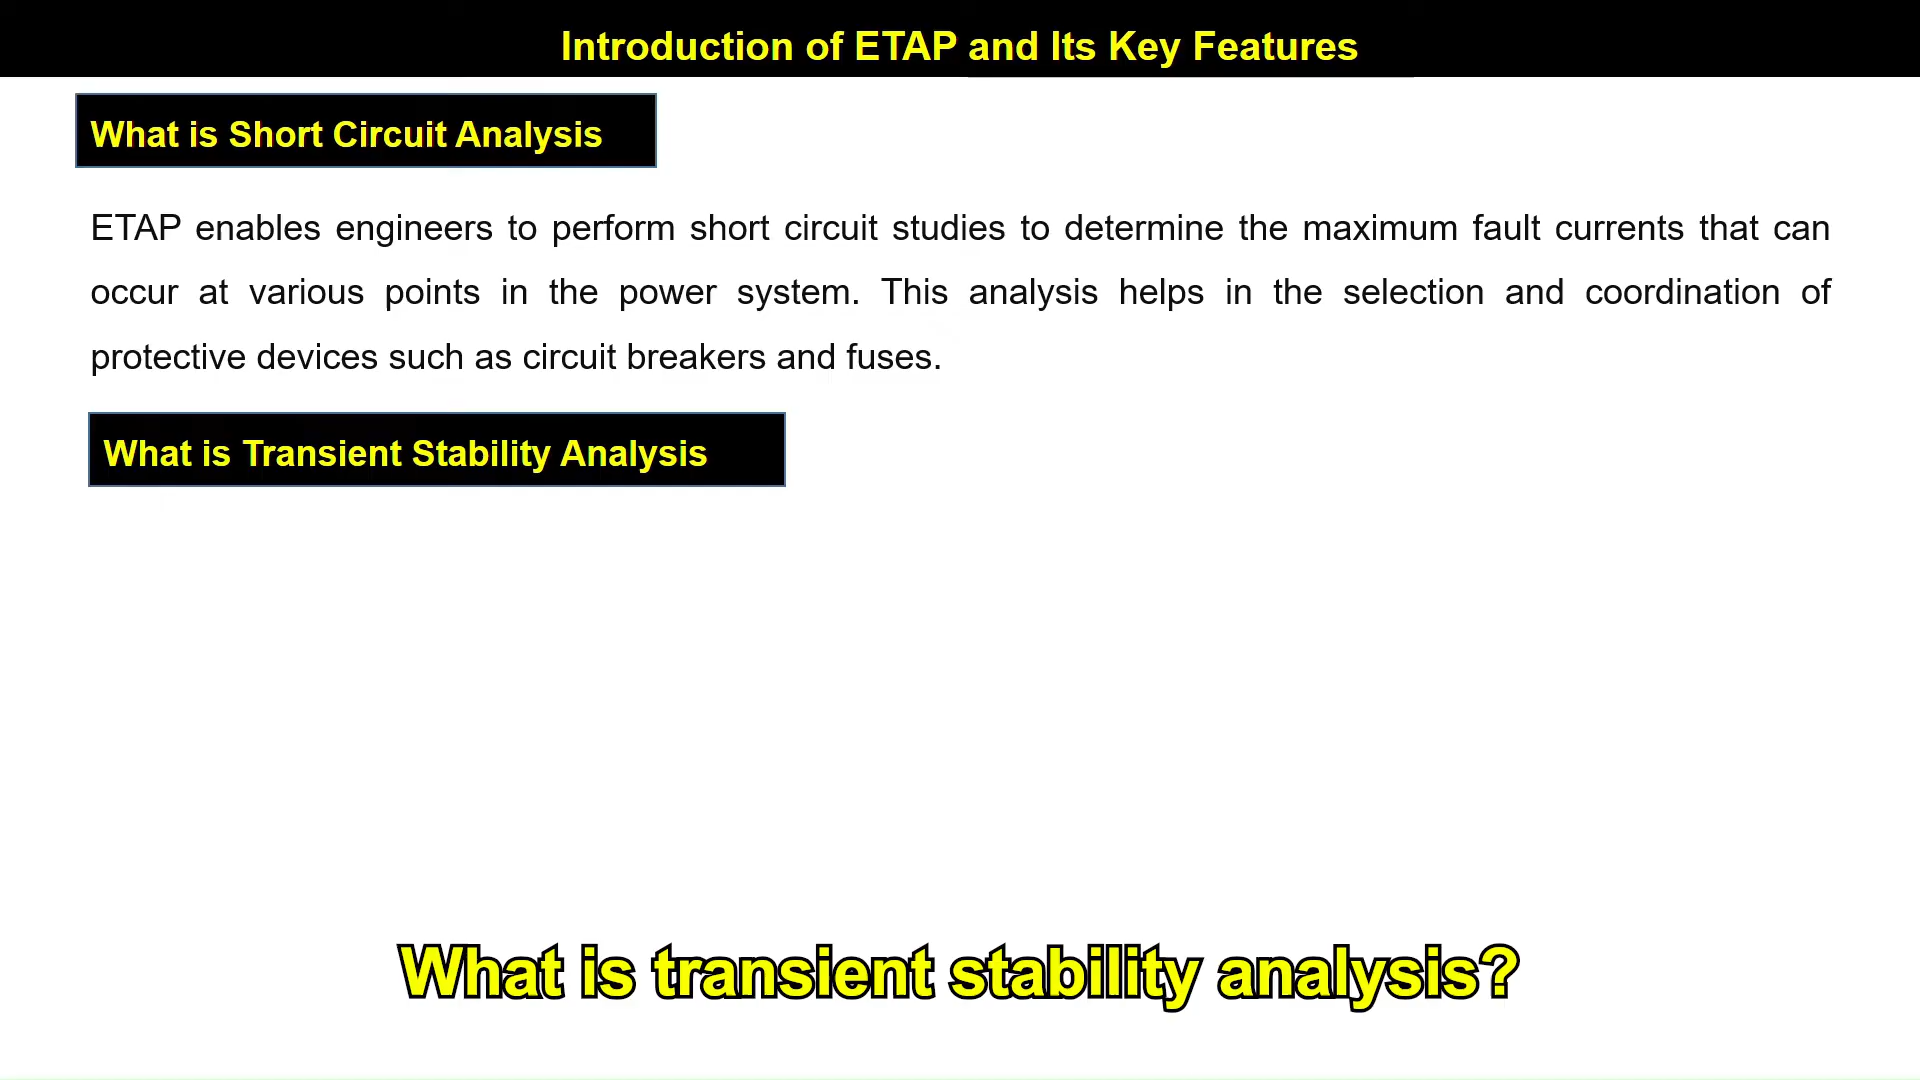 Introduction of ETAP and Its Key Features
What is Short Circuit Analysis
ETAP enables engineers to perform short circuit studies to determine the maximum fault currents that can
occur at various points in the power system. This analysis helps in the selection and coordination of
protective devices such as circuit breakers and fuses.
What is Transient Stability Analysis
What is transient stability analysis?